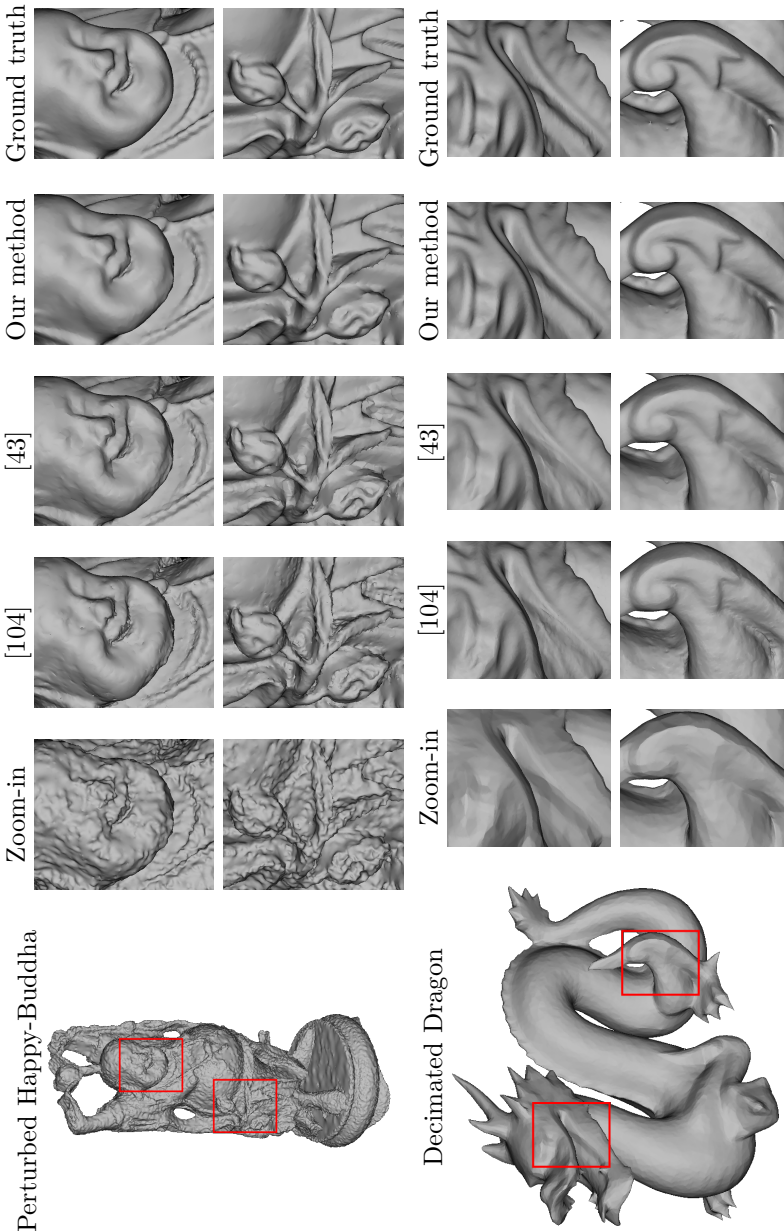 Perturbed Happy-Buddha
Zoom-in
[104]
[43]
Our method
Ground truth
Decimated Dragon
Zoom-in
[104]
[43]
Our method
Ground truth